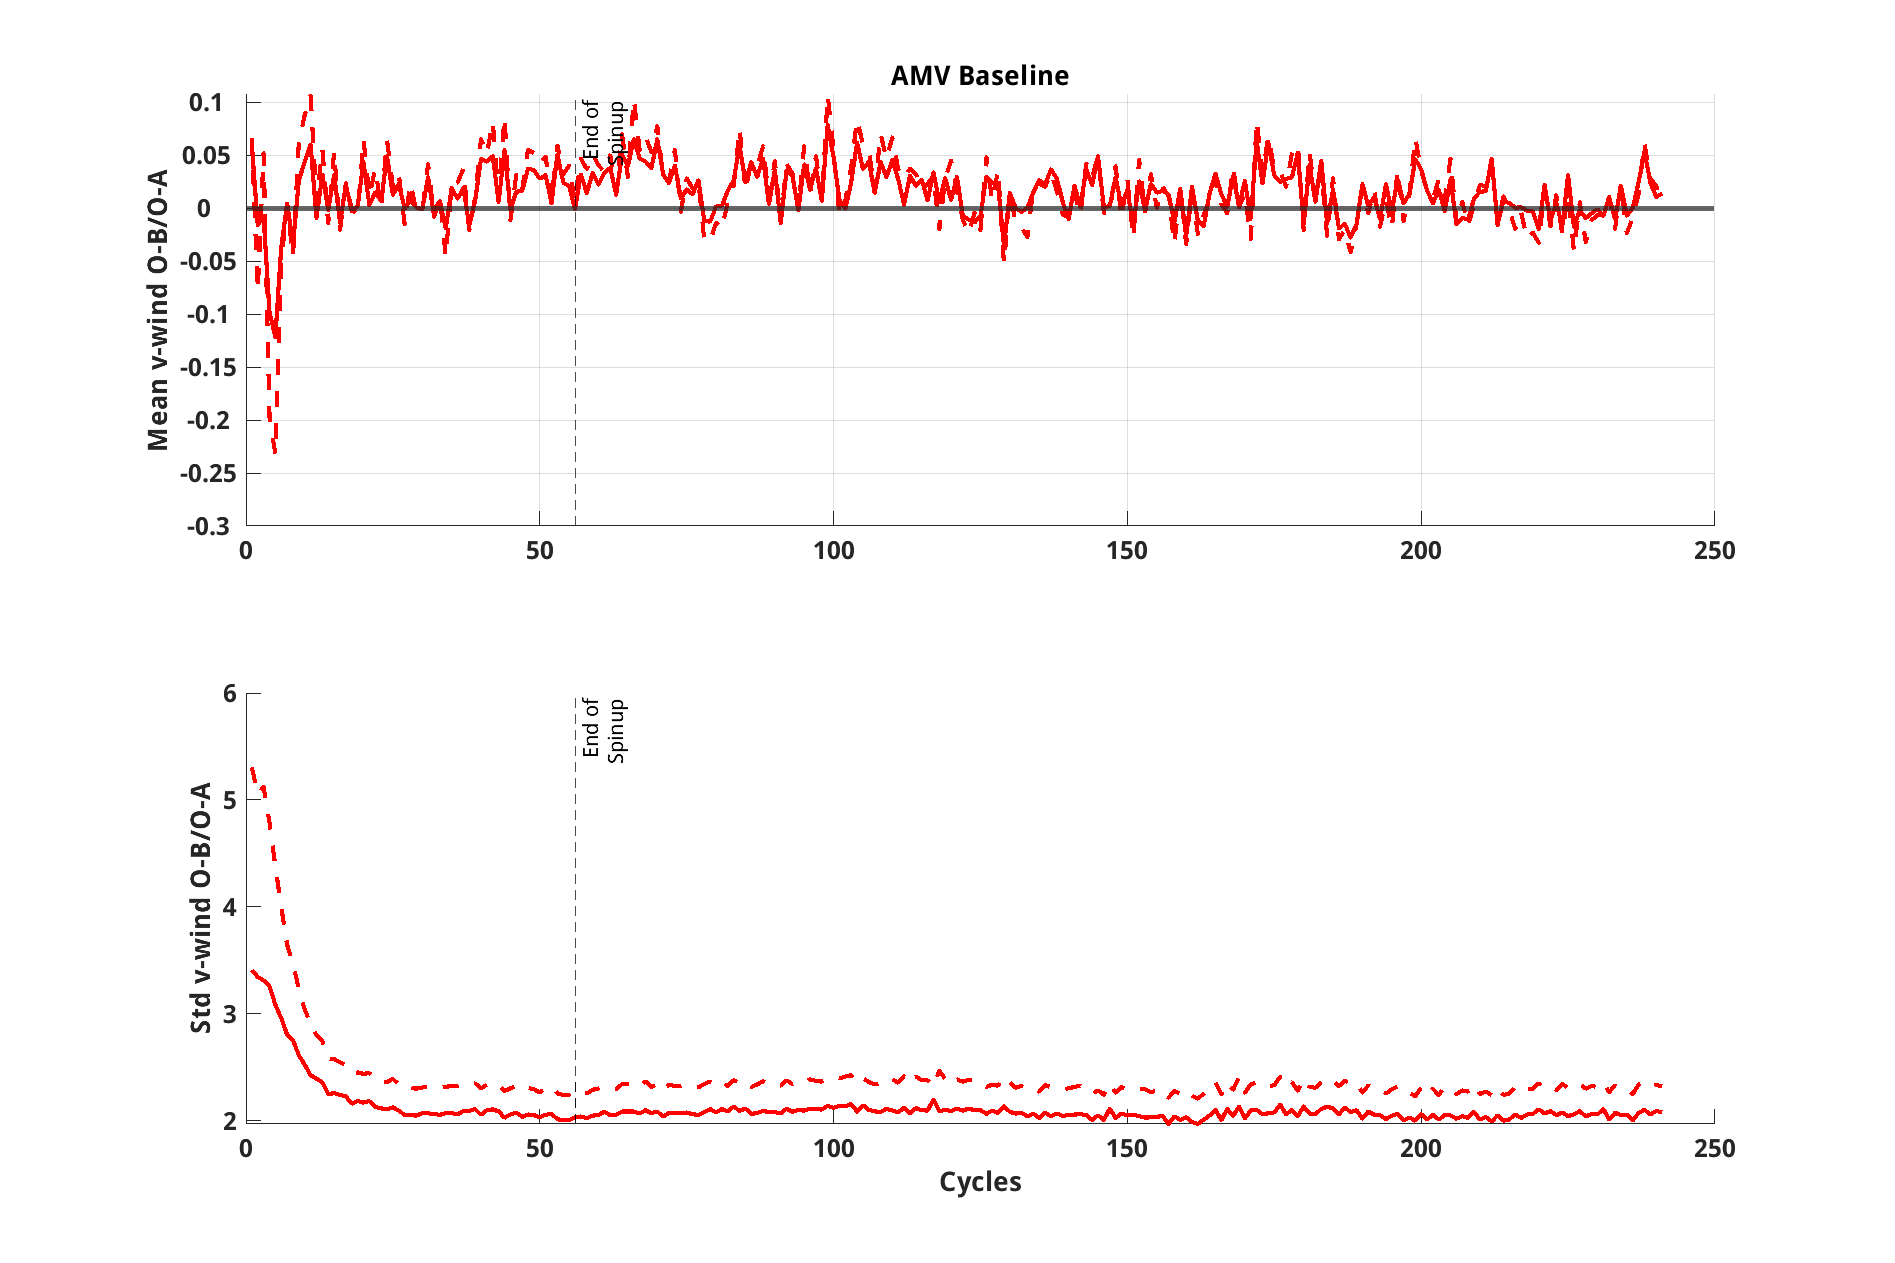 AMV Baseline
Mean v-wind O-B/O-A
0.1
0.05
0
-0.05
-0.1
-0.15
-0.2
-0.25
-0.3
End of
Spinup
0 50 100 150 200 250
Std v-wind O-B/O-A
6
5
4
3
2
End of
Spinup
0 50 100 150 200 250
Cycles